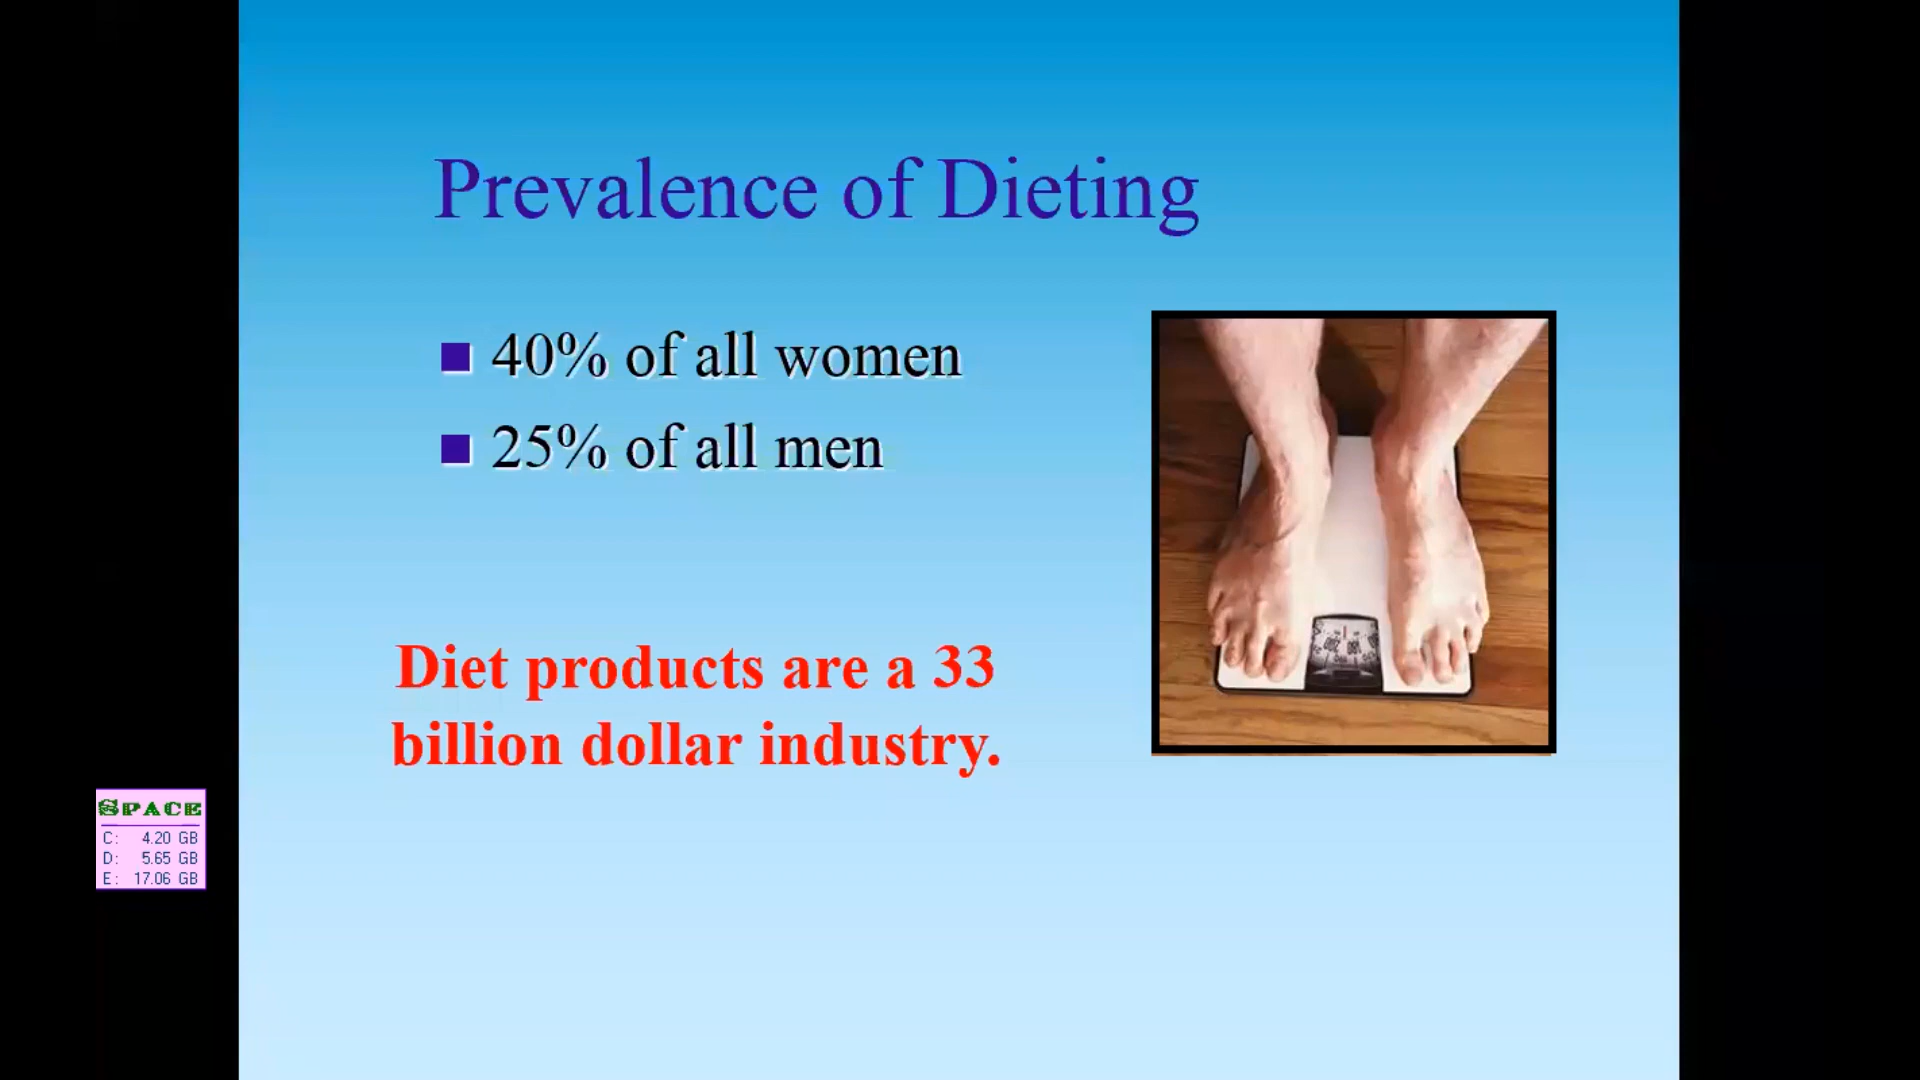 Prevalence of Dieting
40% of all women
25% of all men
Diet products are a 33
billion dollar industry.
SPACE
C: 4.20 GB
D: 5.65 GB
E: 17.06 GB